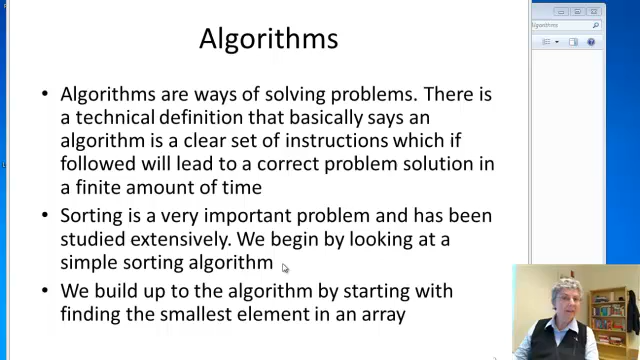 Algorithms
Algorithms
• Algorithms are ways of solving problems. There is
a technical definition that basically says an
algorithm is a clear set of instructions which if
followed will lead to a correct problem solution in
a finite amount of time
• Sorting is a very important problem and has been
studied extensively. We begin by looking at a
simple sorting algorithm
• We build up to the algorithm by starting with
finding the smallest element in an array